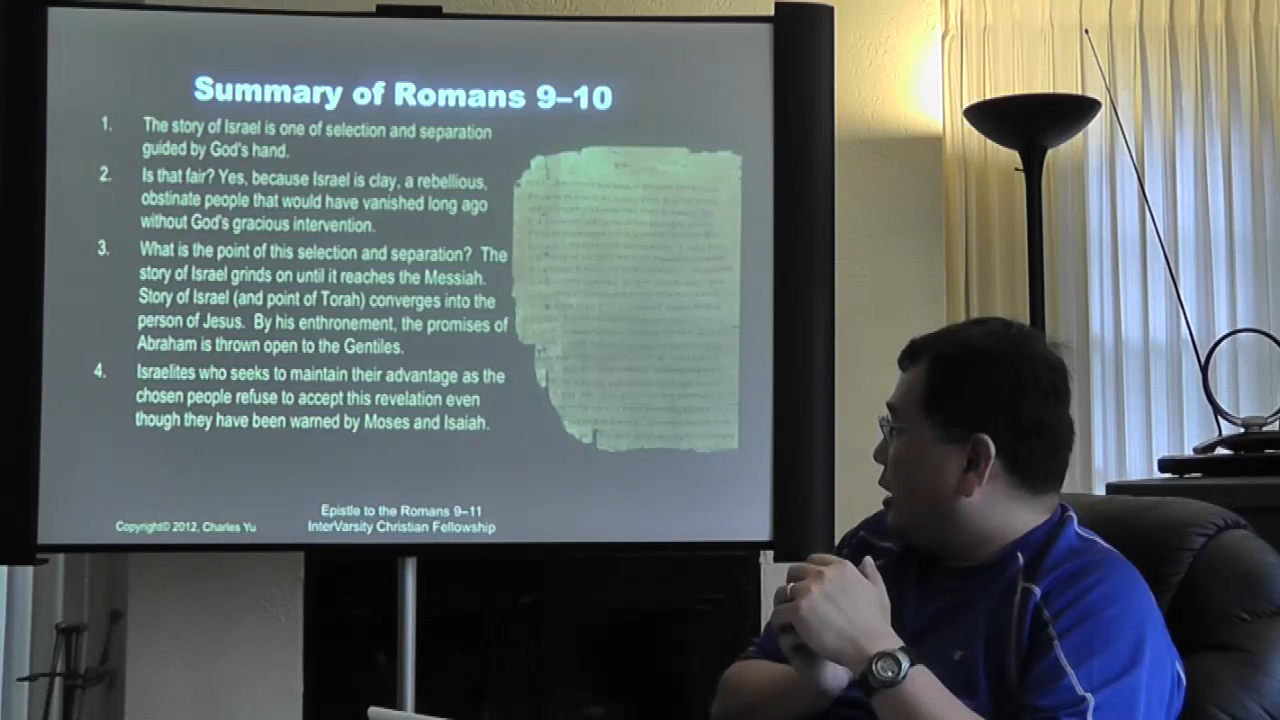 Summary of Romans 9–10
1. The story of Israel is one of selection and separation
guided by God's hand.
2. Is that fair? Yes, because Israel is clay, a rebellious,
obstinate people that would have vanished long ago
without God's gracious intervention.
3. What is the point of this selection and separation? The
story of Israel grinds on until it reaches the Messiah.
Story of Israel (and point of Torah) converges into the
person of Jesus. By his enthronement, the promises of
Abraham is thrown open to the Gentiles.
4. Israelites who seeks to maintain their advantage as the
chosen people refuse to accept this revelation even
though they have been warned by Moses and Isaiah.
Epistle to the Romans 9–11
Copyright© 2012, Charles Yu InterVarsity Christian Fellowship